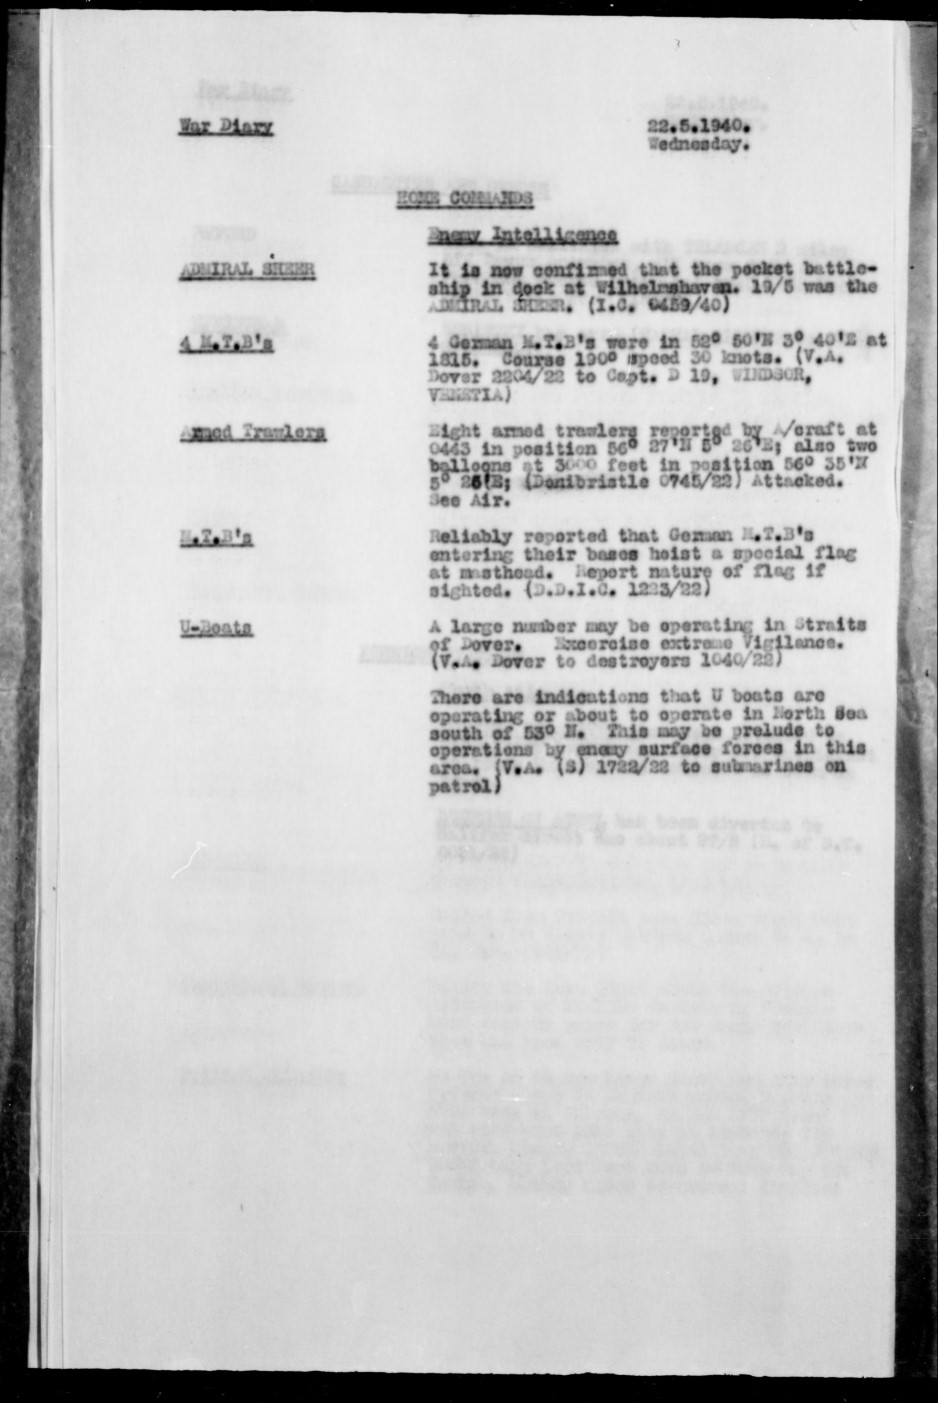 War Diary
22.5.1940.
Wednesday.
HOME COMMANDS
Enemy Intelligence
ADMIRAL SHEER
It is now confirmed that the pocket battle-
ship in dock at Wilhelmshaven. 19/5 was the
ADMIRAL SHEER. (I.C. 0459/40)
4 M.T.B's
4 German M.T.B's were in 52° 50'N 3° 40'E at
1815. Course 190° speed 30 knots. (V.A.
Dover 2204/22 to Capt. D 19, WINDSOR,
VENETIA)
Armed Trawlers
Eight armed trawlers reported by A/craft at
0443 in position 56° 27'N 5° 26'E; also two
balloons at 3000 feet in position 56° 35'N
5° 26'E; (Donibristle 0745/22) Attacked.
See Air.
M.T.B's
Reliably reported that German M.T.B's
entering their bases hoist a special flag
at masthead. Report nature of flag if
sighted. (D.D.I.C. 1223/22)
U-Boats
A large number may be operating in Straits
of Dover. Excercise extreme Vigilance.
(V.A. Dover to destroyers 1040/22)
There are indications that U boats are
operating or about to operate in North Sea
south of 53° N. This may be prelude to
operations by enemy surface forces in this
area. (V.A. (S) 1722/22 to submarines on
patrol)